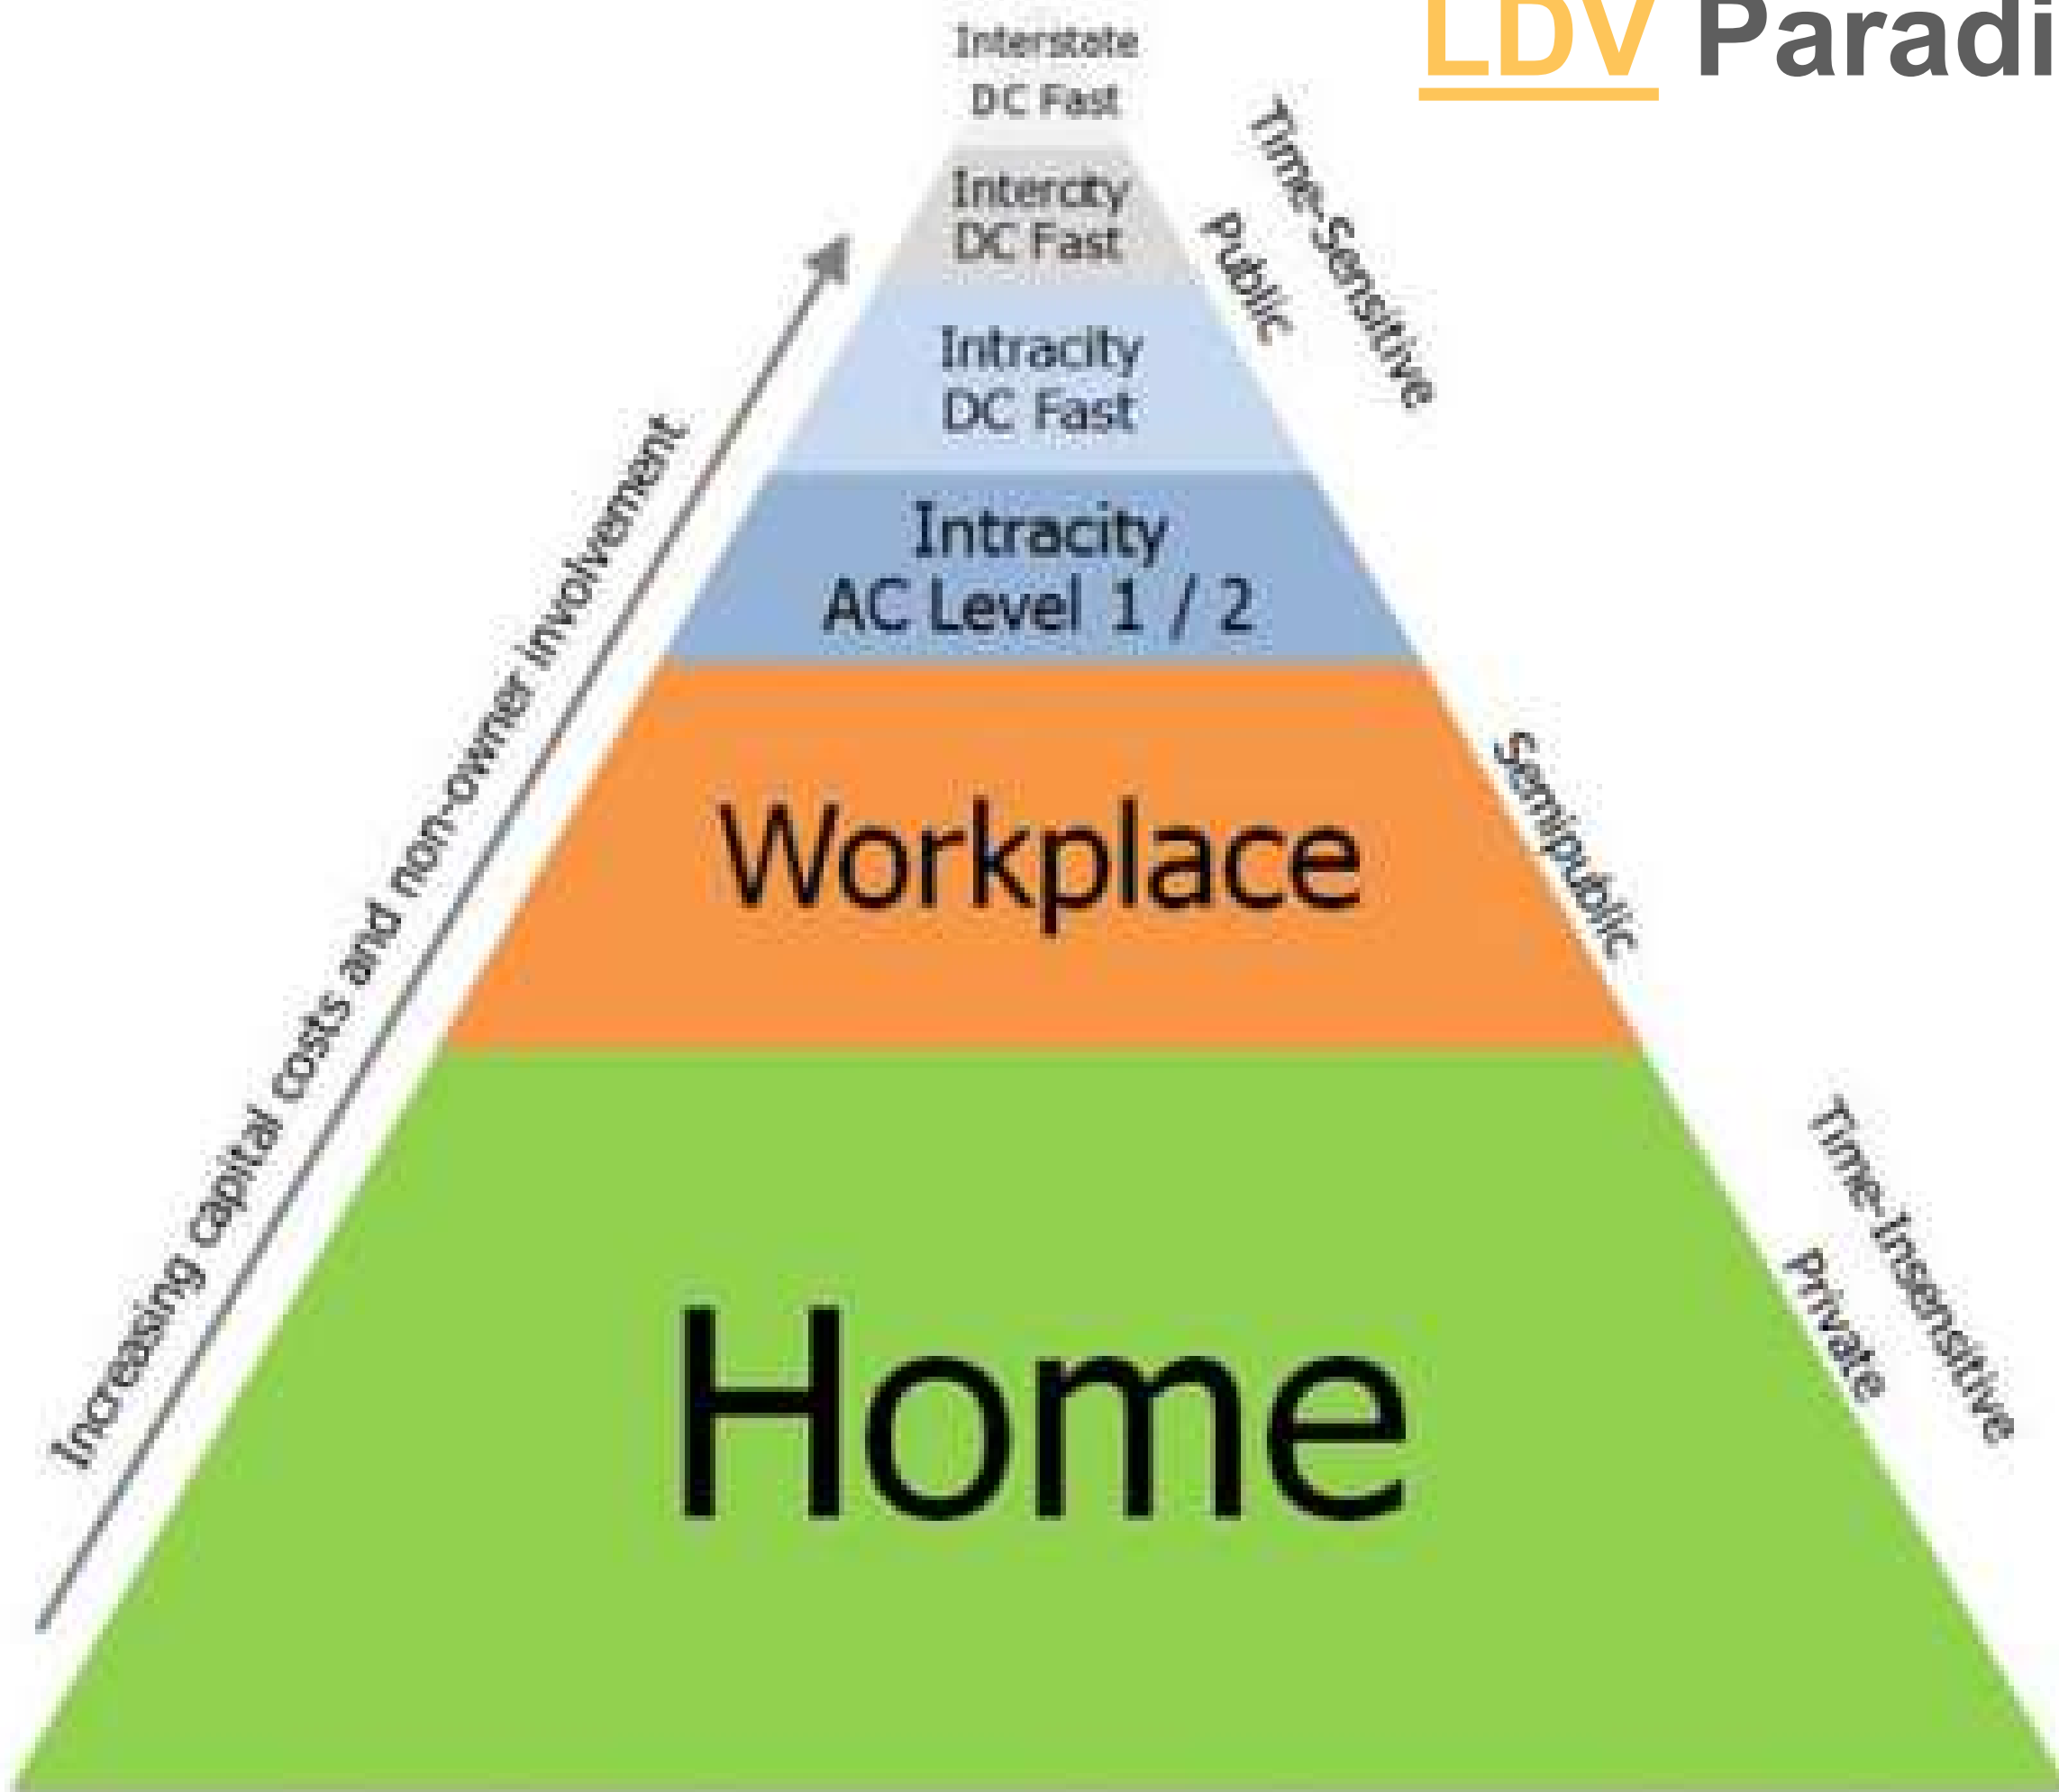 LDV Paradi
Interstate
DC Fast
Intercity
DC Fast
Intracity
DC Fast
Intracity
AC Level 1 / 2
Workplace
Home
Increasing capital costs and non-owner involvement
Time-Sensitive
Public
Semipublic
Time-Insensitive
Private